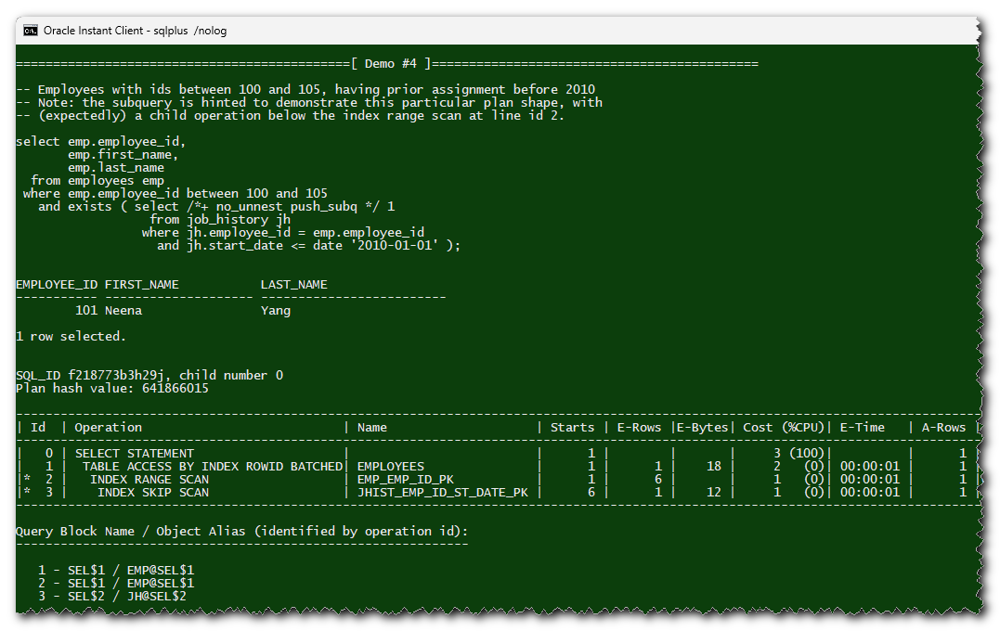 Oracle Instant Client - sqlplus  /nolog
=============================================[ Demo #4 ]============================================
-- Employees with ids between 100 and 105, having prior assignment before 2010
-- Note: the subquery is hinted to demonstrate this particular plan shape, with
-- (expectedly) a child operation below the index range scan at line id 2.
select emp.employee_id,
       emp.first_name,
       emp.last_name
  from employees emp
 where emp.employee_id between 100 and 105
   and exists ( select /*+ no_unnest push_subq */ 1
                  from job_history jh
                 where jh.employee_id = emp.employee_id
                   and jh.start_date <= date '2010-01-01' );
EMPLOYEE_ID FIRST_NAME           LAST_NAME
----------- -------------------- -------------------------
        101 Neena                Yang
1 row selected.
SQL_ID f218773b3h29j, child number 0
Plan hash value: 641866015
----------------------------------------------------------------------------------------------------------------------------------
| Id  | Operation                           | Name                    | Starts | E-Rows |E-Bytes| Cost (%CPU)| E-Time   | A-Rows |
----------------------------------------------------------------------------------------------------------------------------------
|   0 | SELECT STATEMENT                    |                         |      1 |        |       |     3 (100)|          |      1 |
|   1 |  TABLE ACCESS BY INDEX ROWID BATCHED| EMPLOYEES               |      1 |      1 |    18 |     2   (0)| 00:00:01 |      1 |
|*  2 |   INDEX RANGE SCAN                  | EMP_EMP_ID_PK           |      1 |      6 |       |     1   (0)| 00:00:01 |      1 |
|*  3 |    INDEX SKIP SCAN                  | JHIST_EMP_ID_ST_DATE_PK |      6 |      1 |    12 |     1   (0)| 00:00:01 |      1 |
----------------------------------------------------------------------------------------------------------------------------------
Query Block Name / Object Alias (identified by operation id):
-------------------------------------------------------------
   1 - SEL$1 / EMP@SEL$1
   2 - SEL$1 / EMP@SEL$1
   3 - SEL$2 / JH@SEL$2